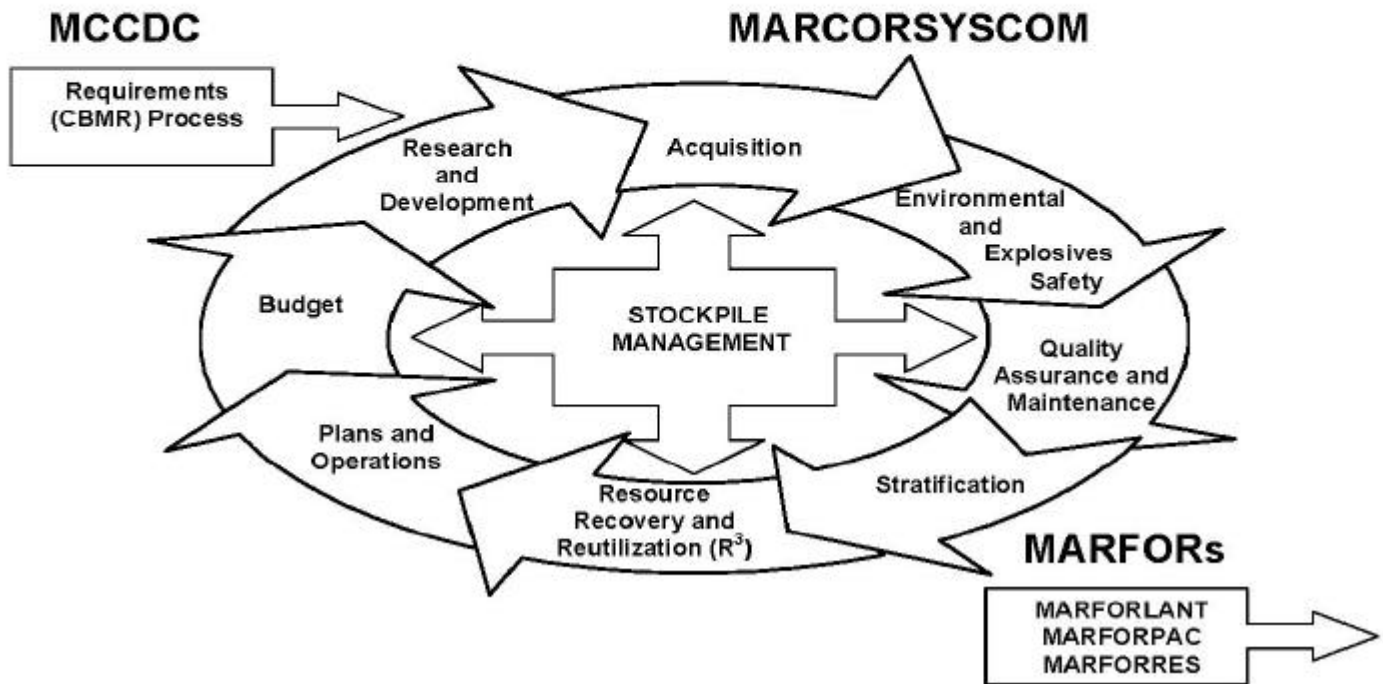 MCCDC
MARCORSYSCOM
Requirements
(CBMR) Process
Research
and
Development
Acquisition
Environmental
and
Explosives
Safety
Budget
STOCKPILE
MANAGEMENT
Quality
Assurance and
Maintenance
Plans and
Operations
Resource
Recovery and
Reutilization (R³)
Stratification
MARFORs
MARFORLANT
MARFORPAC
MARFORRES